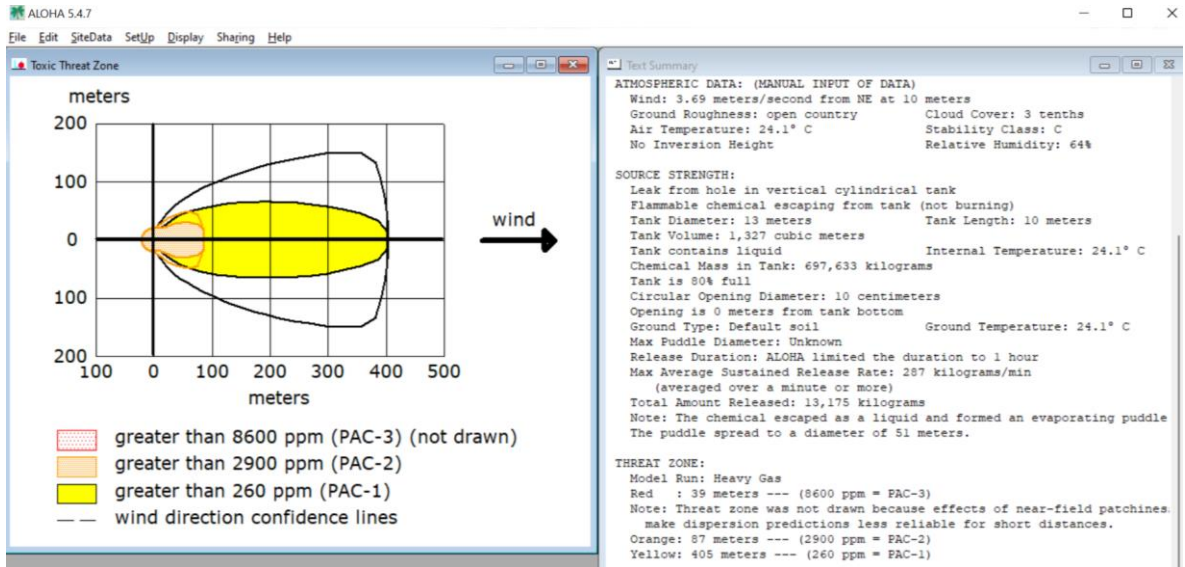 ALOHA 5.4.7
File Edit SiteData SetUp Display Sharing Help
Toxic Threat Zone
meters
200
100
0
100
200
100 0 100 200 300 400 500
meters
wind
greater than 8600 ppm (PAC-3) (not drawn)
greater than 2900 ppm (PAC-2)
greater than 260 ppm (PAC-1)
wind direction confidence lines
Text Summary
ATMOSPHERIC DATA: (MANUAL INPUT OF DATA)
Wind: 3.69 meters/second from NE at 10 meters
Ground Roughness: open country Cloud Cover: 3 tenths
Air Temperature: 24.1° C Stability Class: C
No Inversion Height Relative Humidity: 64%
SOURCE STRENGTH:
Leak from hole in vertical cylindrical tank
Flammable chemical escaping from tank (not burning)
Tank Diameter: 13 meters Tank Length: 10 meters
Tank Volume: 1,327 cubic meters
Tank contains liquid Internal Temperature: 24.1° C
Chemical Mass in Tank: 697,633 kilograms
Tank is 80% full
Circular Opening Diameter: 10 centimeters
Opening is 0 meters from tank bottom
Ground Type: Default soil Ground Temperature: 24.1° C
Max Puddle Diameter: Unknown
Release Duration: ALOHA limited the duration to 1 hour
Max Average Sustained Release Rate: 287 kilograms/min
(averaged over a minute or more)
Total Amount Released: 13,175 kilograms
Note: The chemical escaped as a liquid and formed an evaporating puddle
The puddle spread to a diameter of 51 meters.
THREAT ZONE:
Model Run: Heavy Gas
Red : 39 meters --- (8600 ppm = PAC-3)
Note: Threat zone was not drawn because effects of near-field patchines
make dispersion predictions less reliable for short distances.
Orange: 87 meters --- (2900 ppm = PAC-2)
Yellow: 405 meters --- (260 ppm = PAC-1)